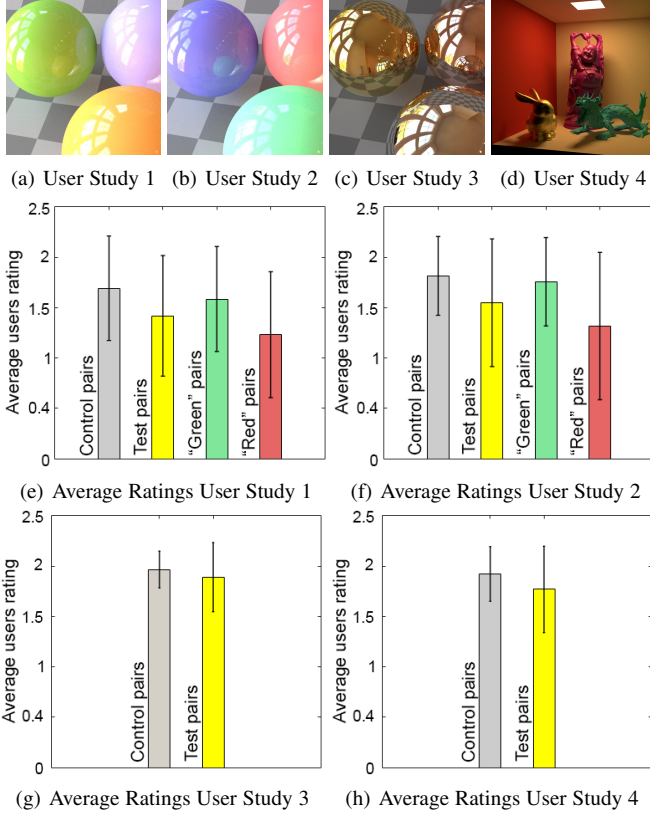 (a) User Study 1 (b) User Study 2 (c) User Study 3 (d) User Study 4
2.5
2
1.5
1
0.4
0
Average users rating
Control pairs
Test pairs
“Green” pairs
“Red” pairs
(e) Average Ratings User Study 1
2.5
2
1.5
1
0.4
0
Average users rating
Control pairs
Test pairs
“Green” pairs
“Red” pairs
(f) Average Ratings User Study 2
2.5
2
1.5
1
0.4
0
Average users rating
Control pairs
Test pairs
(g) Average Ratings User Study 3
2.5
2
1.5
1
0.4
0
Average users rating
Control pairs
Test pairs
(h) Average Ratings User Study 4